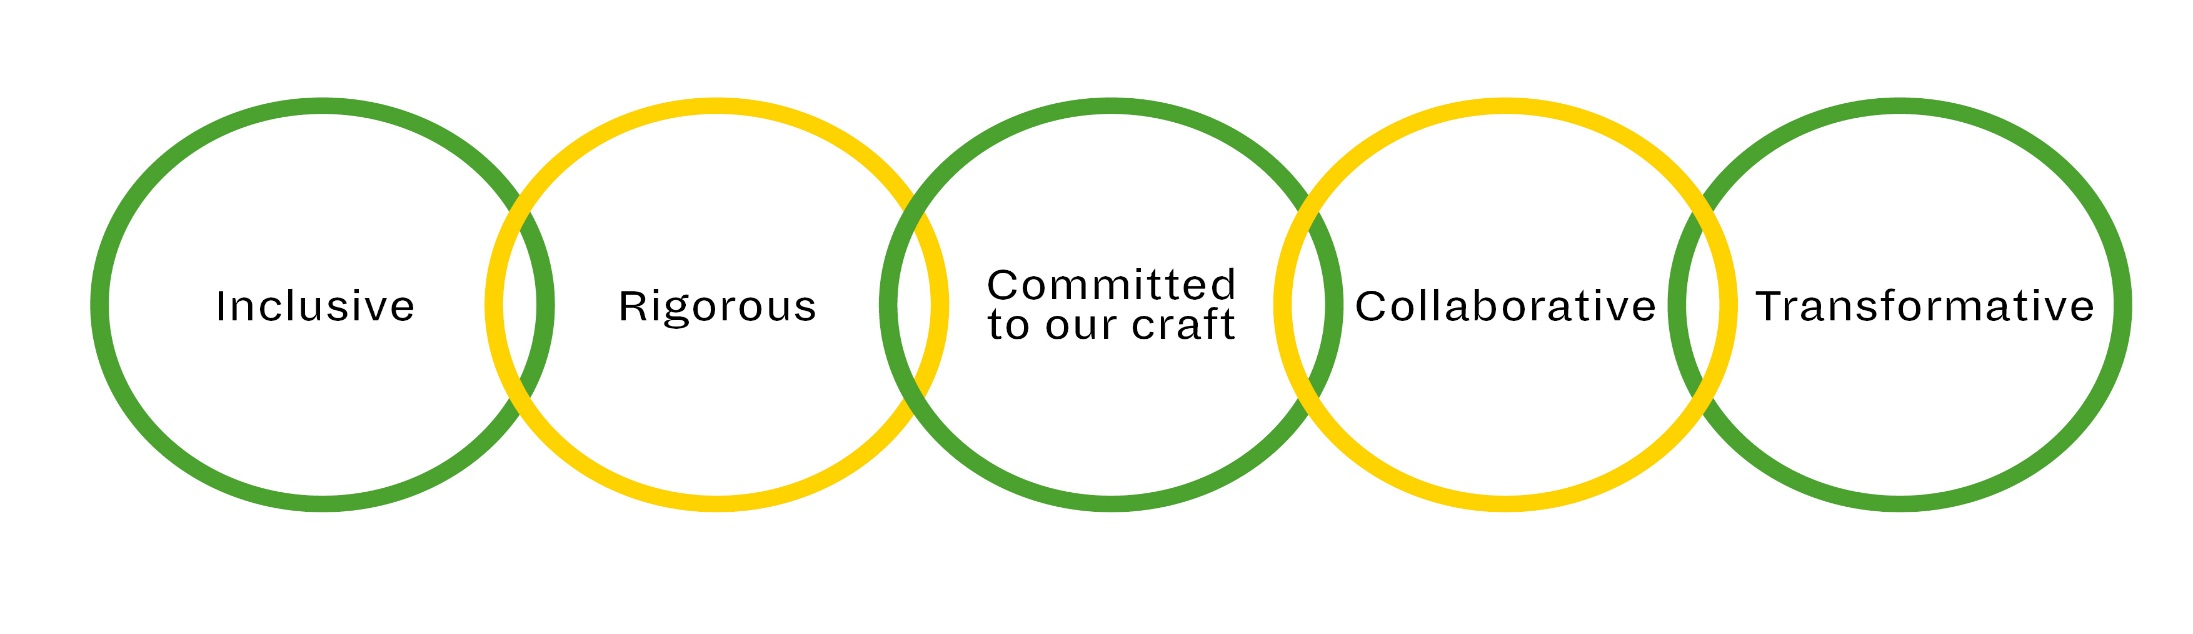 Inclusive
Rigorous
Committed
to our craft
Collaborative
Transformative